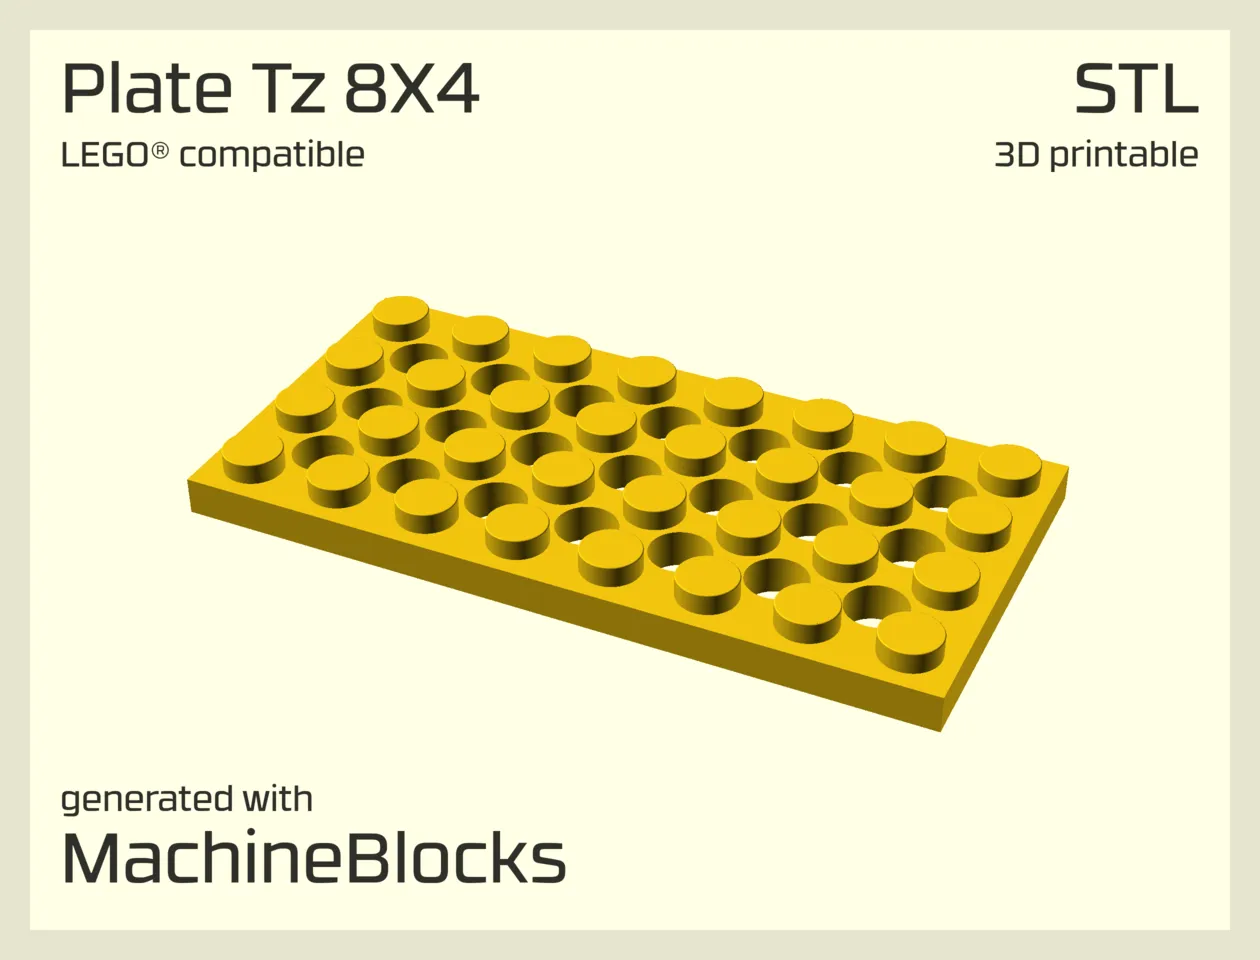 Plate Tz 8X4
STL
LEGO® compatible
3D printable
generated with
MachineBlocks